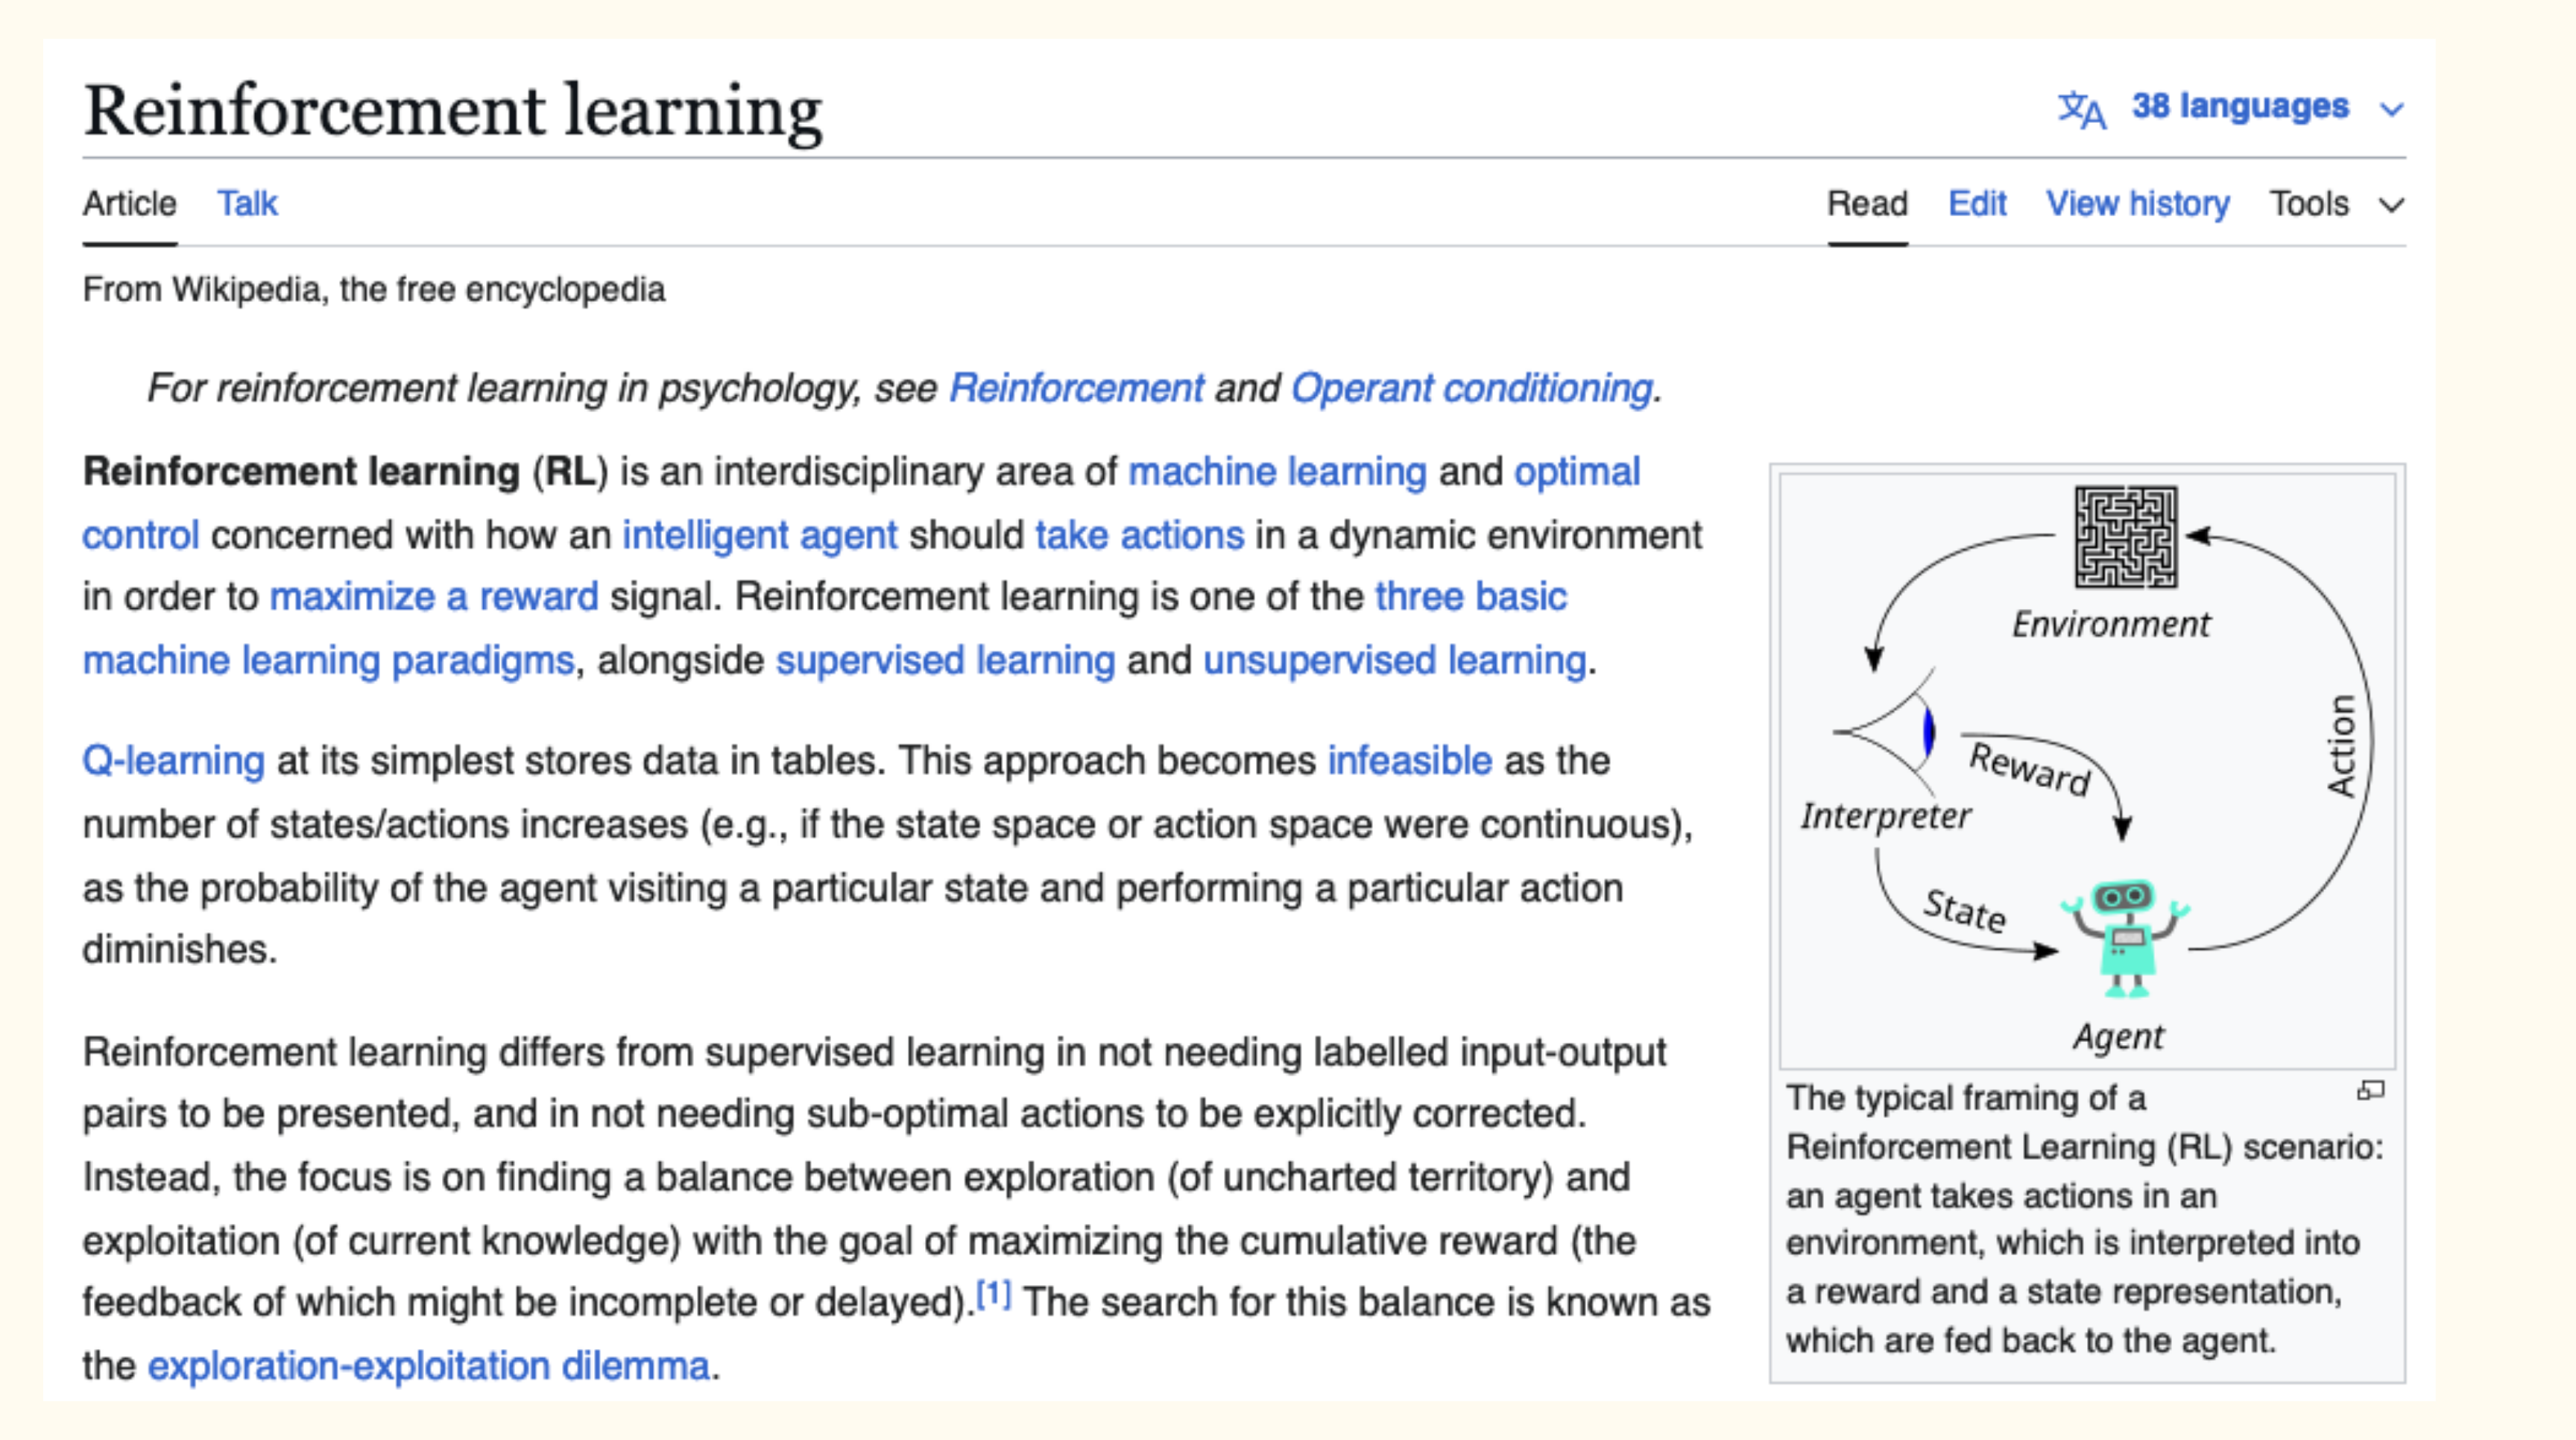 Reinforcement learning
38 languages
Article Talk
Read Edit View history Tools
From Wikipedia, the free encyclopedia
For reinforcement learning in psychology, see Reinforcement and Operant conditioning.
Reinforcement learning (RL) is an interdisciplinary area of machine learning and optimal
control concerned with how an intelligent agent should take actions in a dynamic environment
in order to maximize a reward signal. Reinforcement learning is one of the three basic
machine learning paradigms, alongside supervised learning and unsupervised learning.
Q-learning at its simplest stores data in tables. This approach becomes infeasible as the
number of states/actions increases (e.g., if the state space or action space were continuous),
as the probability of the agent visiting a particular state and performing a particular action
diminishes.
Reinforcement learning differs from supervised learning in not needing labelled input-output
pairs to be presented, and in not needing sub-optimal actions to be explicitly corrected.
Instead, the focus is on finding a balance between exploration (of uncharted territory) and
exploitation (of current knowledge) with the goal of maximizing the cumulative reward (the
feedback of which might be incomplete or delayed).[1] The search for this balance is known as
the exploration-exploitation dilemma.
Environment
Action
Reward
Interpreter
State
Agent
The typical framing of a
Reinforcement Learning (RL) scenario:
an agent takes actions in an
environment, which is interpreted into
a reward and a state representation,
which are fed back to the agent.